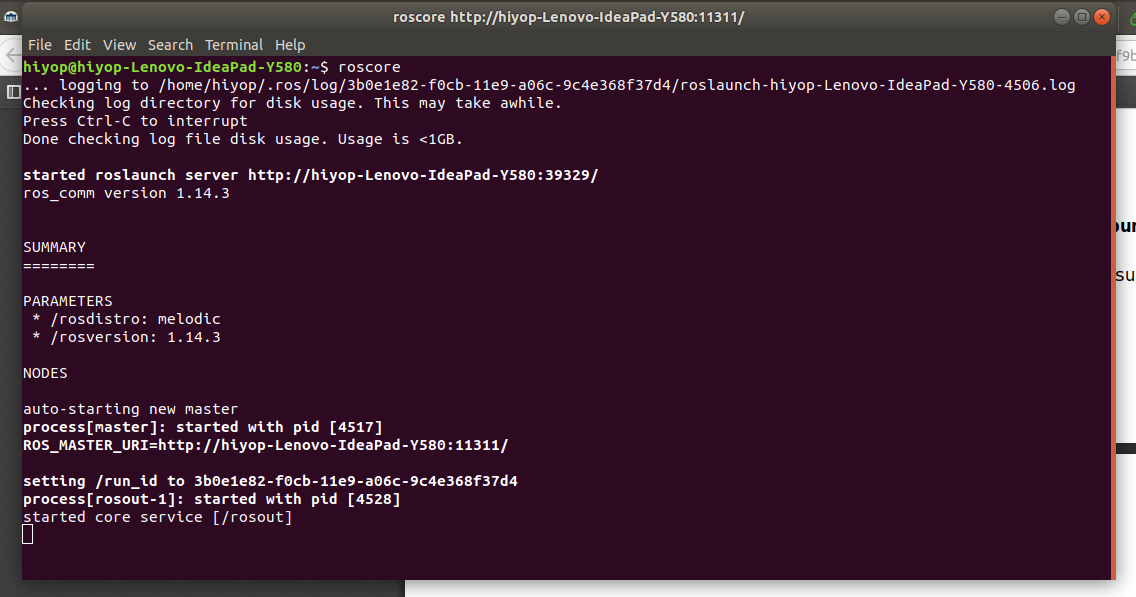 roscore http://hiyop-Lenovo-IdeaPad-Y580:11311/
File Edit View Search Terminal Help
hiyop@hiyop-Lenovo-IdeaPad-Y580:~$ roscore
... logging to /home/hiyop/.ros/log/3b0e1e82-f0cb-11e9-a06c-9c4e368f37d4/roslaunch-hiyop-Lenovo-IdeaPad-Y580-4506.log
Checking log directory for disk usage. This may take awhile.
Press Ctrl-C to interrupt
Done checking log file disk usage. Usage is <1GB.
started roslaunch server http://hiyop-Lenovo-IdeaPad-Y580:39329/
ros_comm version 1.14.3
SUMMARY
========
PARAMETERS
* /rosdistro: melodic
* /rosversion: 1.14.3
NODES
auto-starting new master
process[master]: started with pid [4517]
ROS_MASTER_URI=http://hiyop-Lenovo-IdeaPad-Y580:11311/
setting /run_id to 3b0e1e82-f0cb-11e9-a06c-9c4e368f37d4
process[rosout-1]: started with pid [4528]
started core service [/rosout]